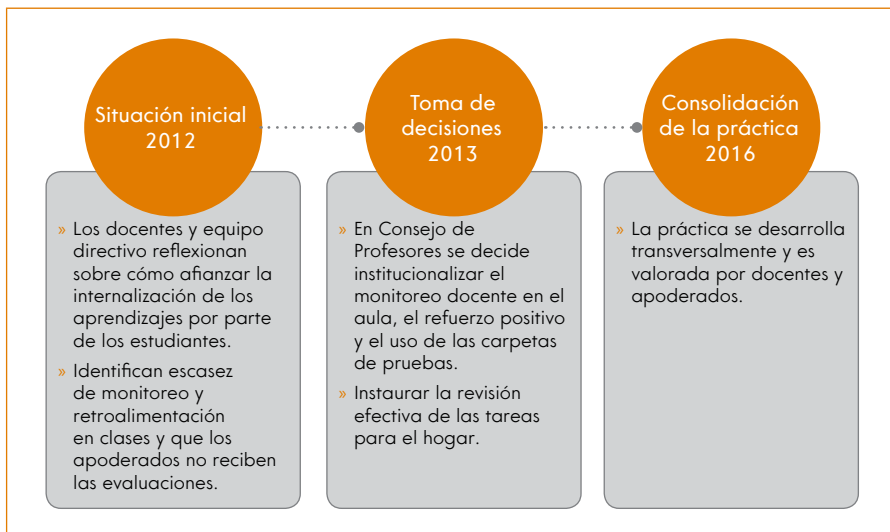 Situación inicial
2012
» Los docentes y equipo
directivo reflexionan
sobre cómo afianzar la
internalización de los
aprendizajes por parte
de los estudiantes.
» Identifican escasez
de monitoreo y
retroalimentación
en clases y que los
apoderados no reciben
las evaluaciones.
Toma de
decisiones
2013
» En Consejo de
Profesores se decide
institucionalizar el
monitoreo docente en el
aula, el refuerzo positivo
y el uso de las carpetas
de pruebas.
» Instaurar la revisión
efectiva de las tareas
para el hogar.
Consolidación
de la práctica
2016
» La práctica se desarrolla
transversalmente y es
valorada por docentes y
apoderados.